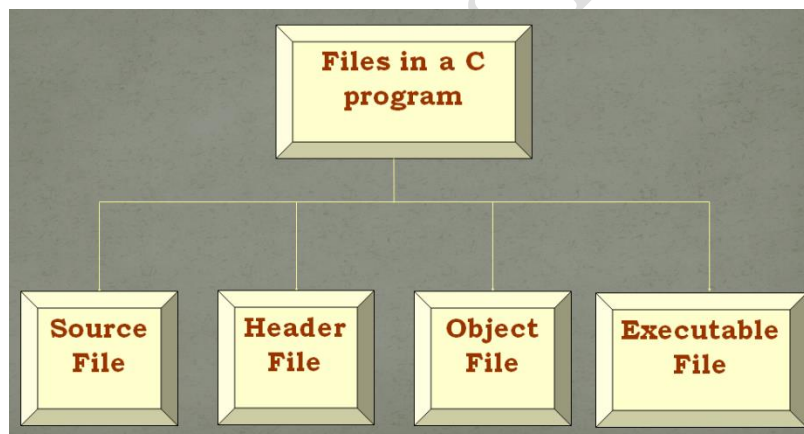 Files in a C
program
Source
File
Header
File
Object
File
Executable
File